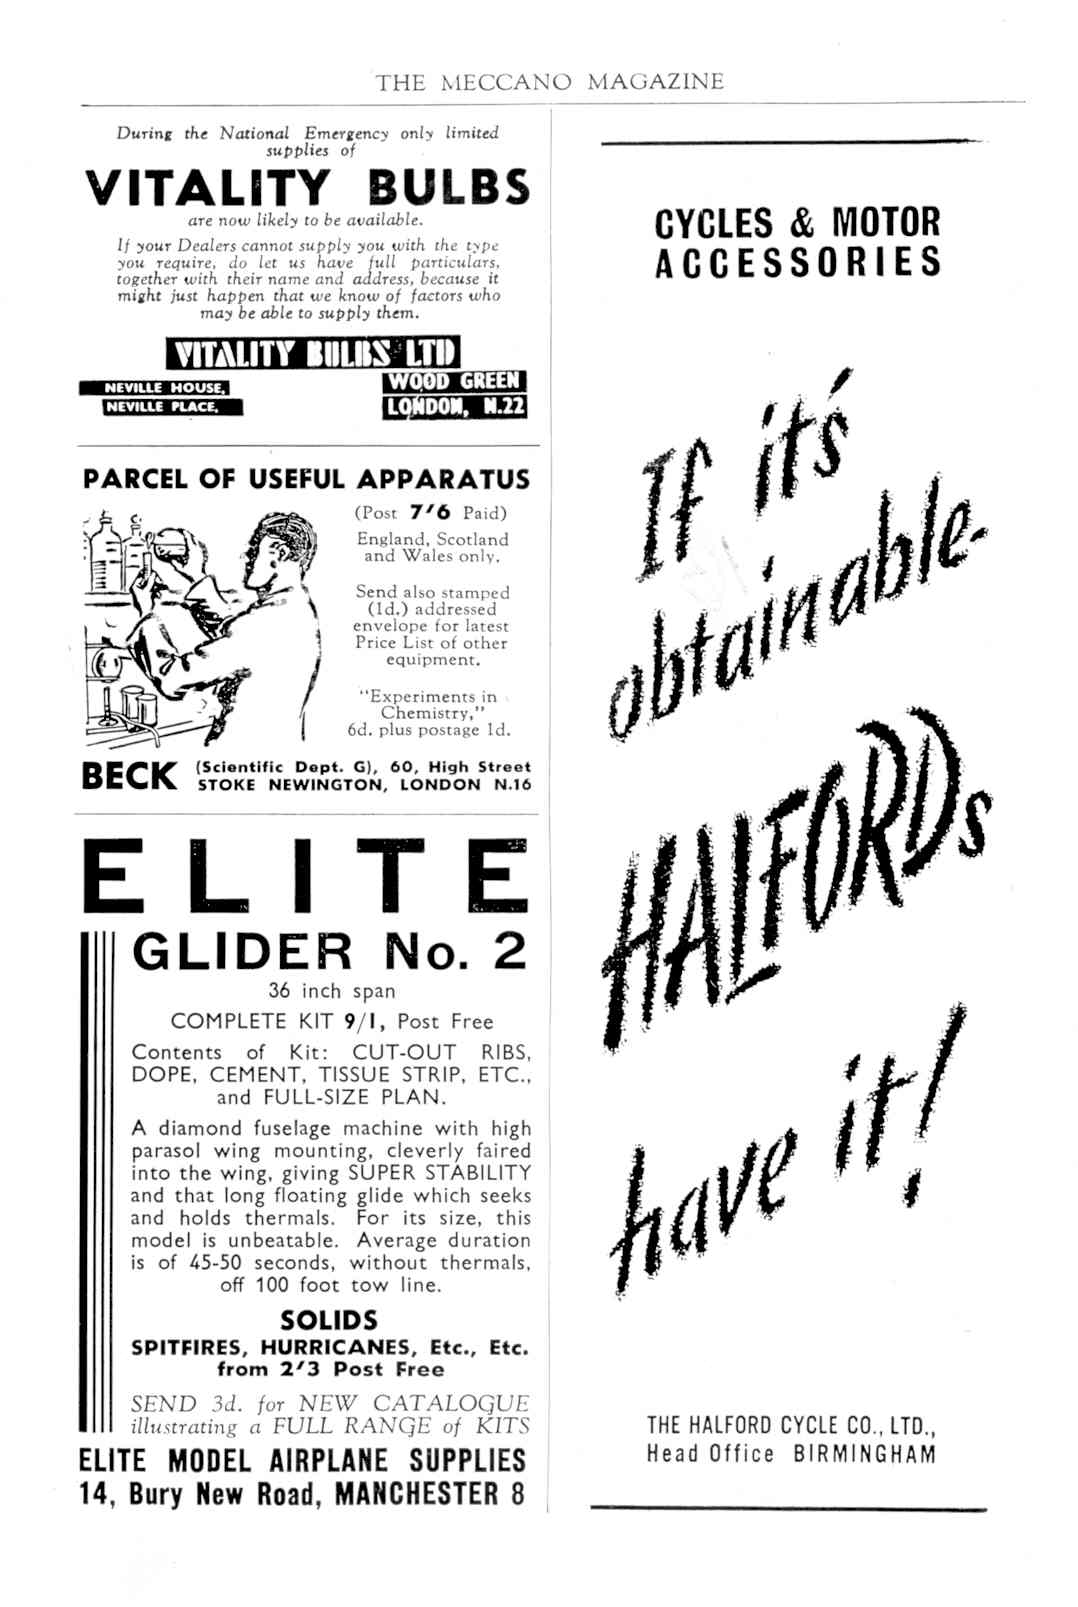 THE MECCANO MAGAZINE
During the National Emergency only limited
supplies of
VITALITY BULBS
are now likely to be available.
If your Dealers cannot supply you with the type
you require, do let us have full particulars,
together with their name and address, because it
might just happen that we know of factors who
may be able to supply them.
VITALITY BULBS LTD
NEVILLE HOUSE,
NEVILLE PLACE,
WOOD GREEN
LONDON, N.22
PARCEL OF USEFUL APPARATUS
(Post 7'6 Paid)
England, Scotland
and Wales only.
Send also stamped
(1d.) addressed
envelope for latest
Price List of other
equipment.
"Experiments in
Chemistry,"
6d. plus postage 1d.
BECK (Scientific Dept. G), 60, High Street
STOKE NEWINGTON, LONDON N.16
ELITE
GLIDER No. 2
36 inch span
COMPLETE KIT 9/1, Post Free
Contents of Kit: CUT-OUT RIBS,
DOPE, CEMENT, TISSUE STRIP, ETC.,
and FULL-SIZE PLAN.
A diamond fuselage machine with high
parasol wing mounting, cleverly faired
into the wing, giving SUPER STABILITY
and that long floating glide which seeks
and holds thermals. For its size, this
model is unbeatable. Average duration
is of 45-50 seconds, without thermals,
off 100 foot tow line.
SOLIDS
SPITFIRES, HURRICANES, Etc., Etc.
from 2'3 Post Free
SEND 3d. for NEW CATALOGUE
illustrating a FULL RANGE of KITS
ELITE MODEL AIRPLANE SUPPLIES
14, Bury New Road, MANCHESTER 8
CYCLES & MOTOR
ACCESSORIES
If it's
obtainable-
HALFORDS
have it!
THE HALFORD CYCLE CO., LTD.,
Head Office BIRMINGHAM